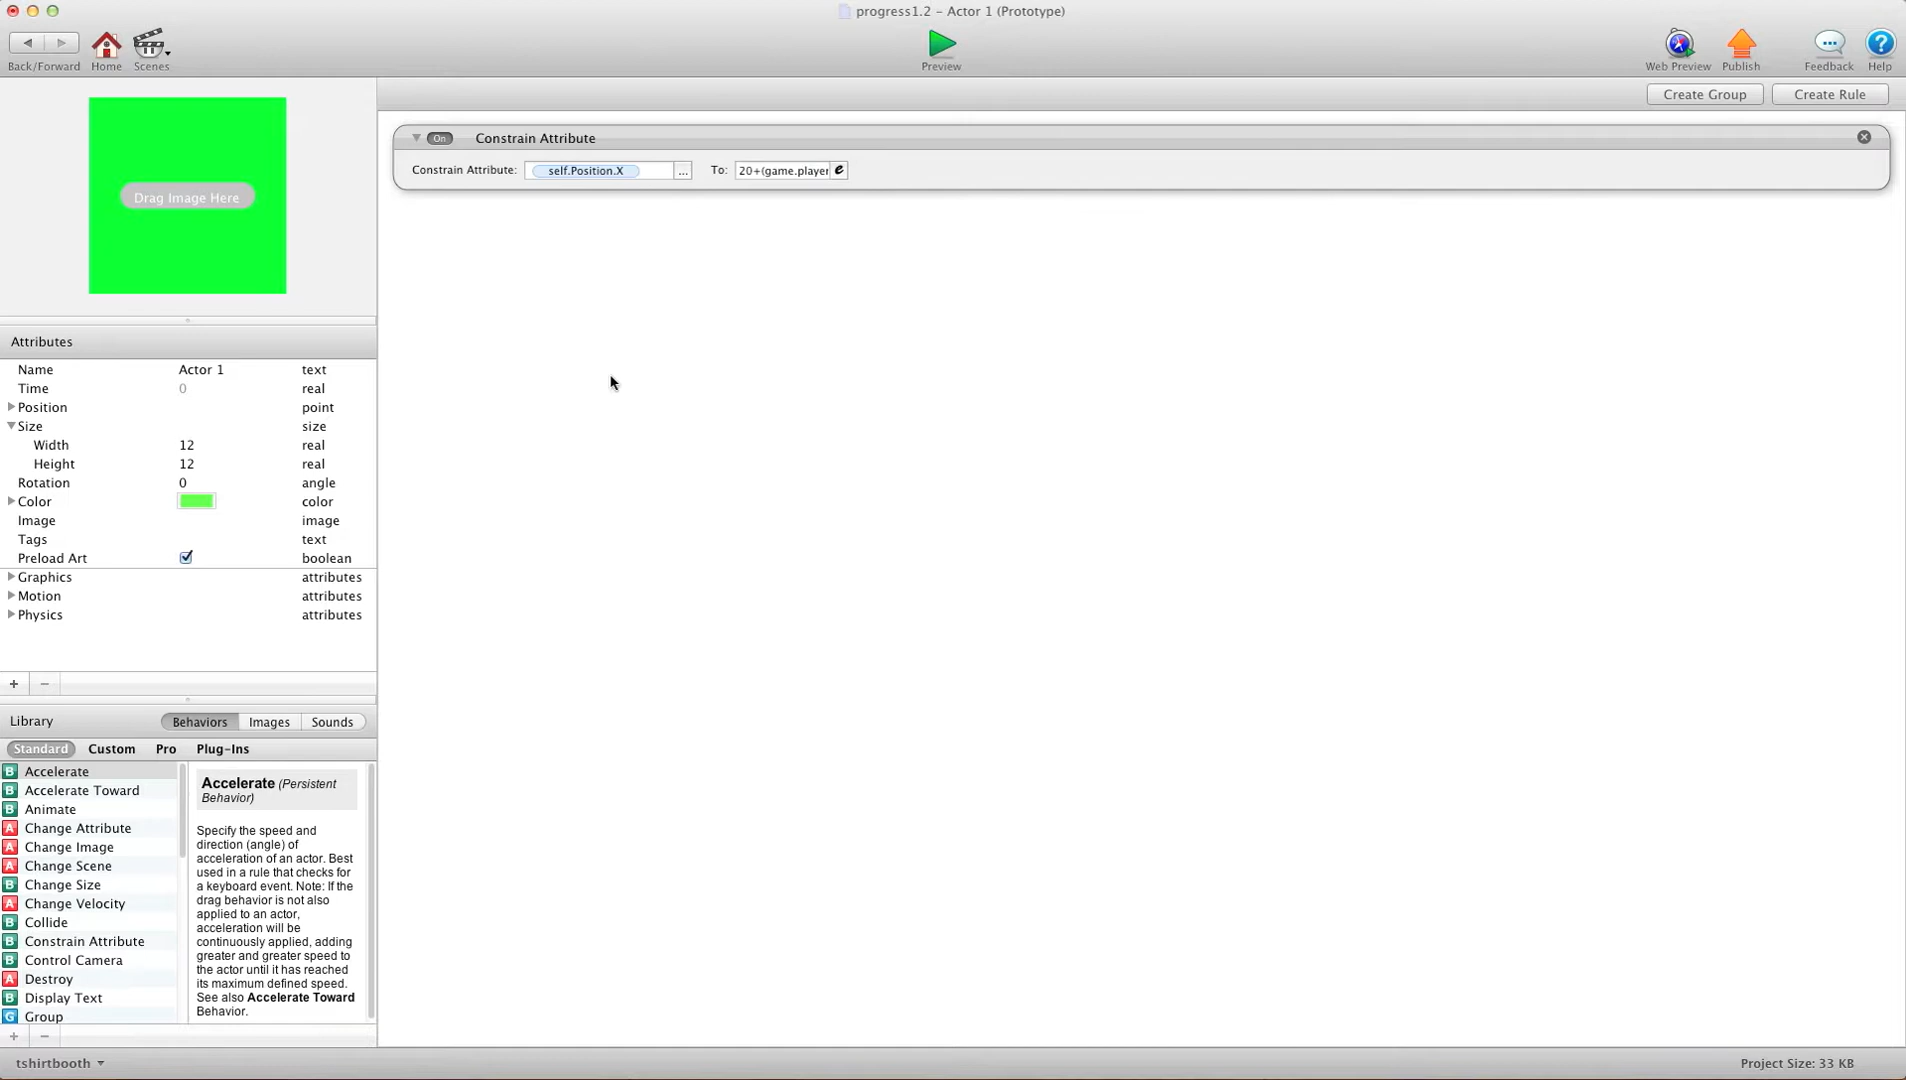 progress1.2 – Actor 1 (Prototype)
Back/Forward
Home
Scenes
Preview
Web Preview
Publish
Feedback
Help
Create Group
Create Rule
Drag Image Here
On
Constrain Attribute
Constrain Attribute:
self.Position.X
...
To:
20+(game.player
Attributes
Name Actor 1 text
Time 0 real
Position point
Size size
Width 12 real
Height 12 real
Rotation 0 angle
Color color
Image image
Tags text
Preload Art boolean
Graphics attributes
Motion attributes
Physics attributes
Library
Behaviors
Images
Sounds
Standard
Custom
Pro
Plug-Ins
B Accelerate
B Accelerate Toward
B Animate
A Change Attribute
A Change Image
A Change Scene
B Change Size
A Change Velocity
B Collide
B Constrain Attribute
B Control Camera
A Destroy
B Display Text
G Group
Accelerate (Persistent
Behavior)
Specify the speed and
direction (angle) of
acceleration of an actor. Best
used in a rule that checks for
a keyboard event. Note: If the
drag behavior is not also
applied to an actor,
acceleration will be
continuously applied, adding
greater and greater speed to
the actor until it has reached
its maximum defined speed.
See also Accelerate Toward
Behavior.
tshirtbooth
Project Size: 33 KB